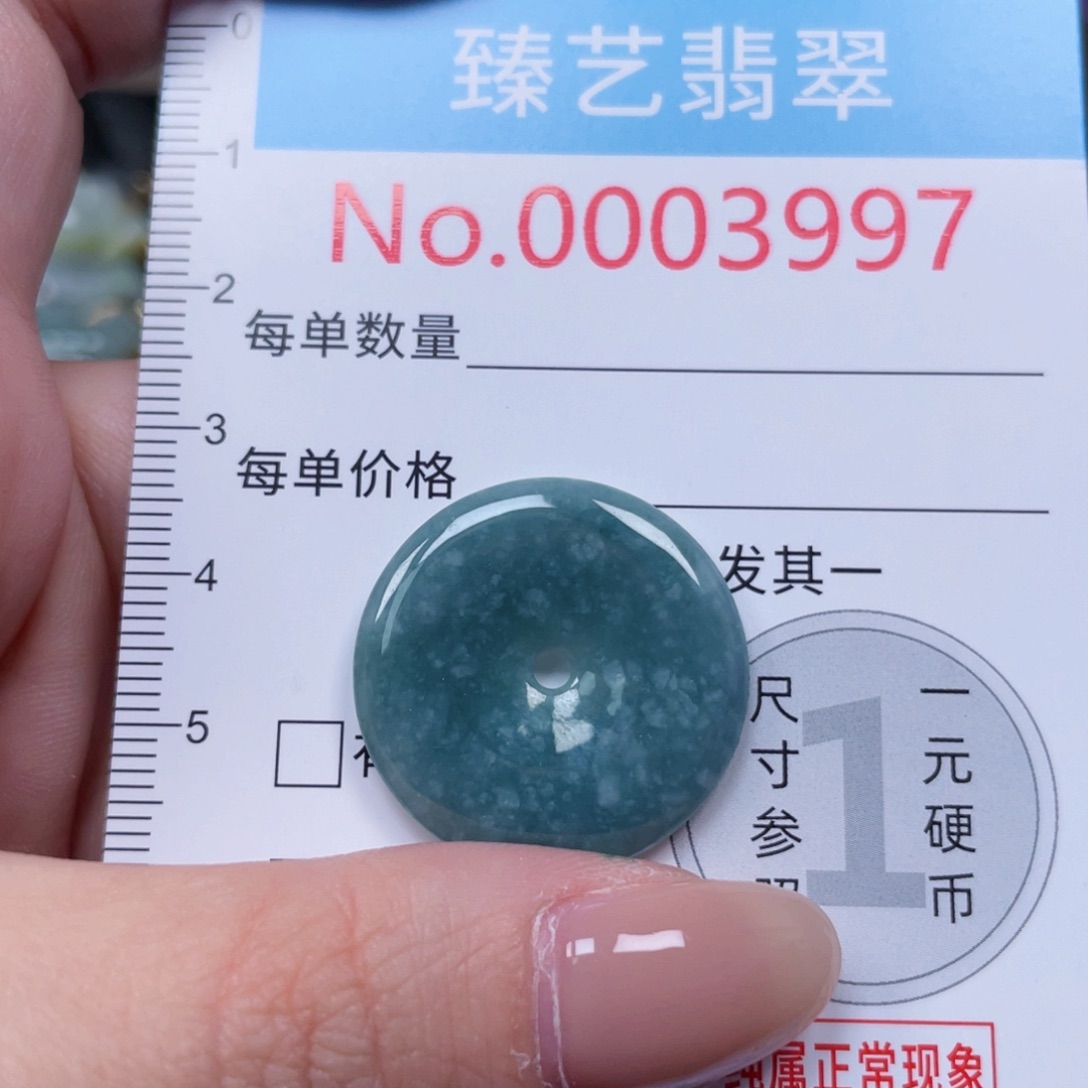 臻艺翡翠
No.0003997
每单数量
每单价格
发其一
尺寸参
一元硬币
1
属正常现象
0
1
2
3
4
5